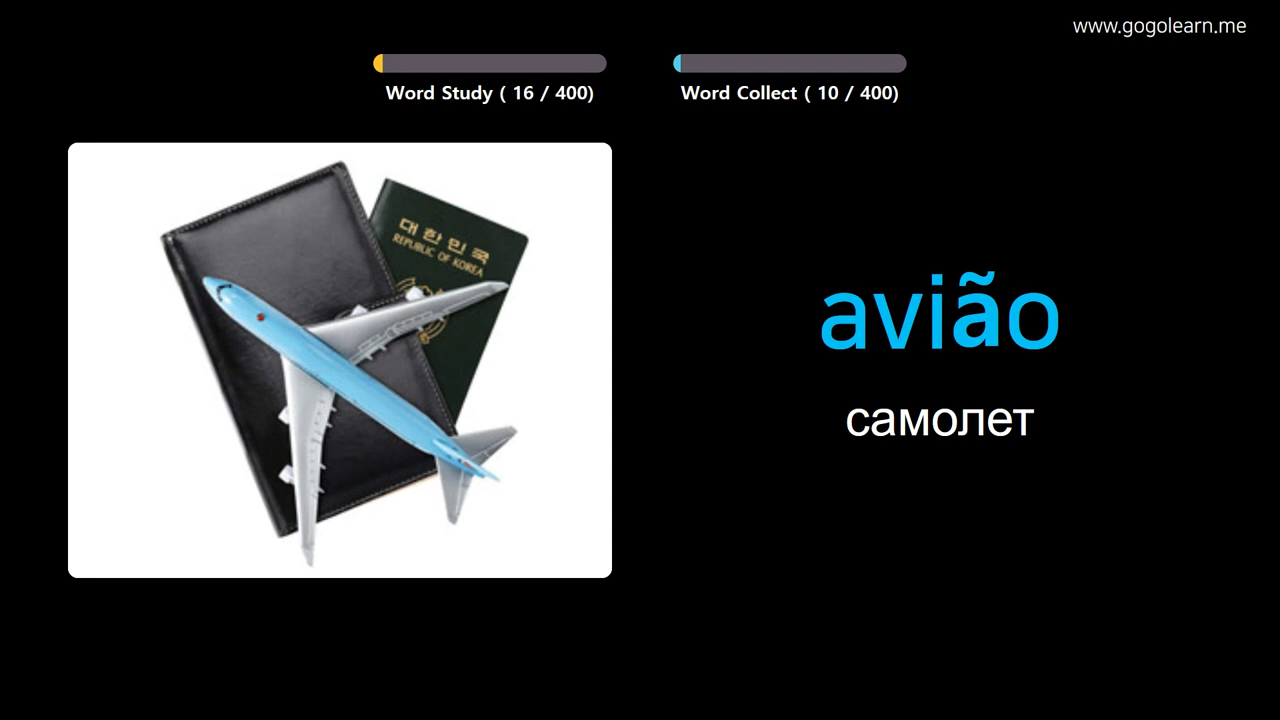 www.gogolearn.me
Word Study ( 16 / 400)
Word Collect ( 10 / 400)
대한민국
REPUBLIC OF KOREA
avião
самолет